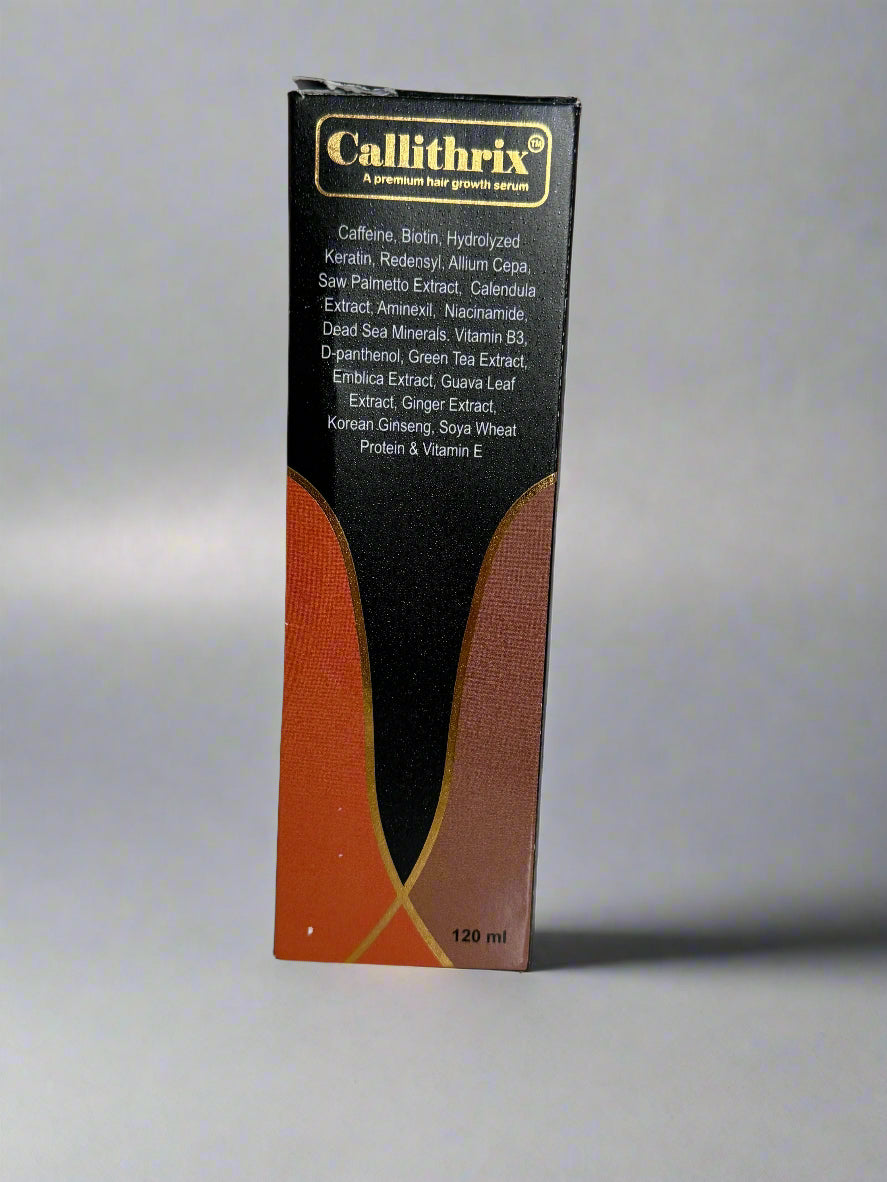 Callithrix™
A premium hair growth serum
Caffeine, Biotin, Hydrolyzed
Keratin, Redensyl, Allium Cepa,
Saw Palmetto Extract, Calendula
Extract, Aminexil, Niacinamide,
Dead Sea Minerals. Vitamin B3,
D-panthenol, Green Tea Extract,
Emblica Extract, Guava Leaf
Extract, Ginger Extract,
Korean Ginseng, Soya Wheat
Protein & Vitamin E
120 ml